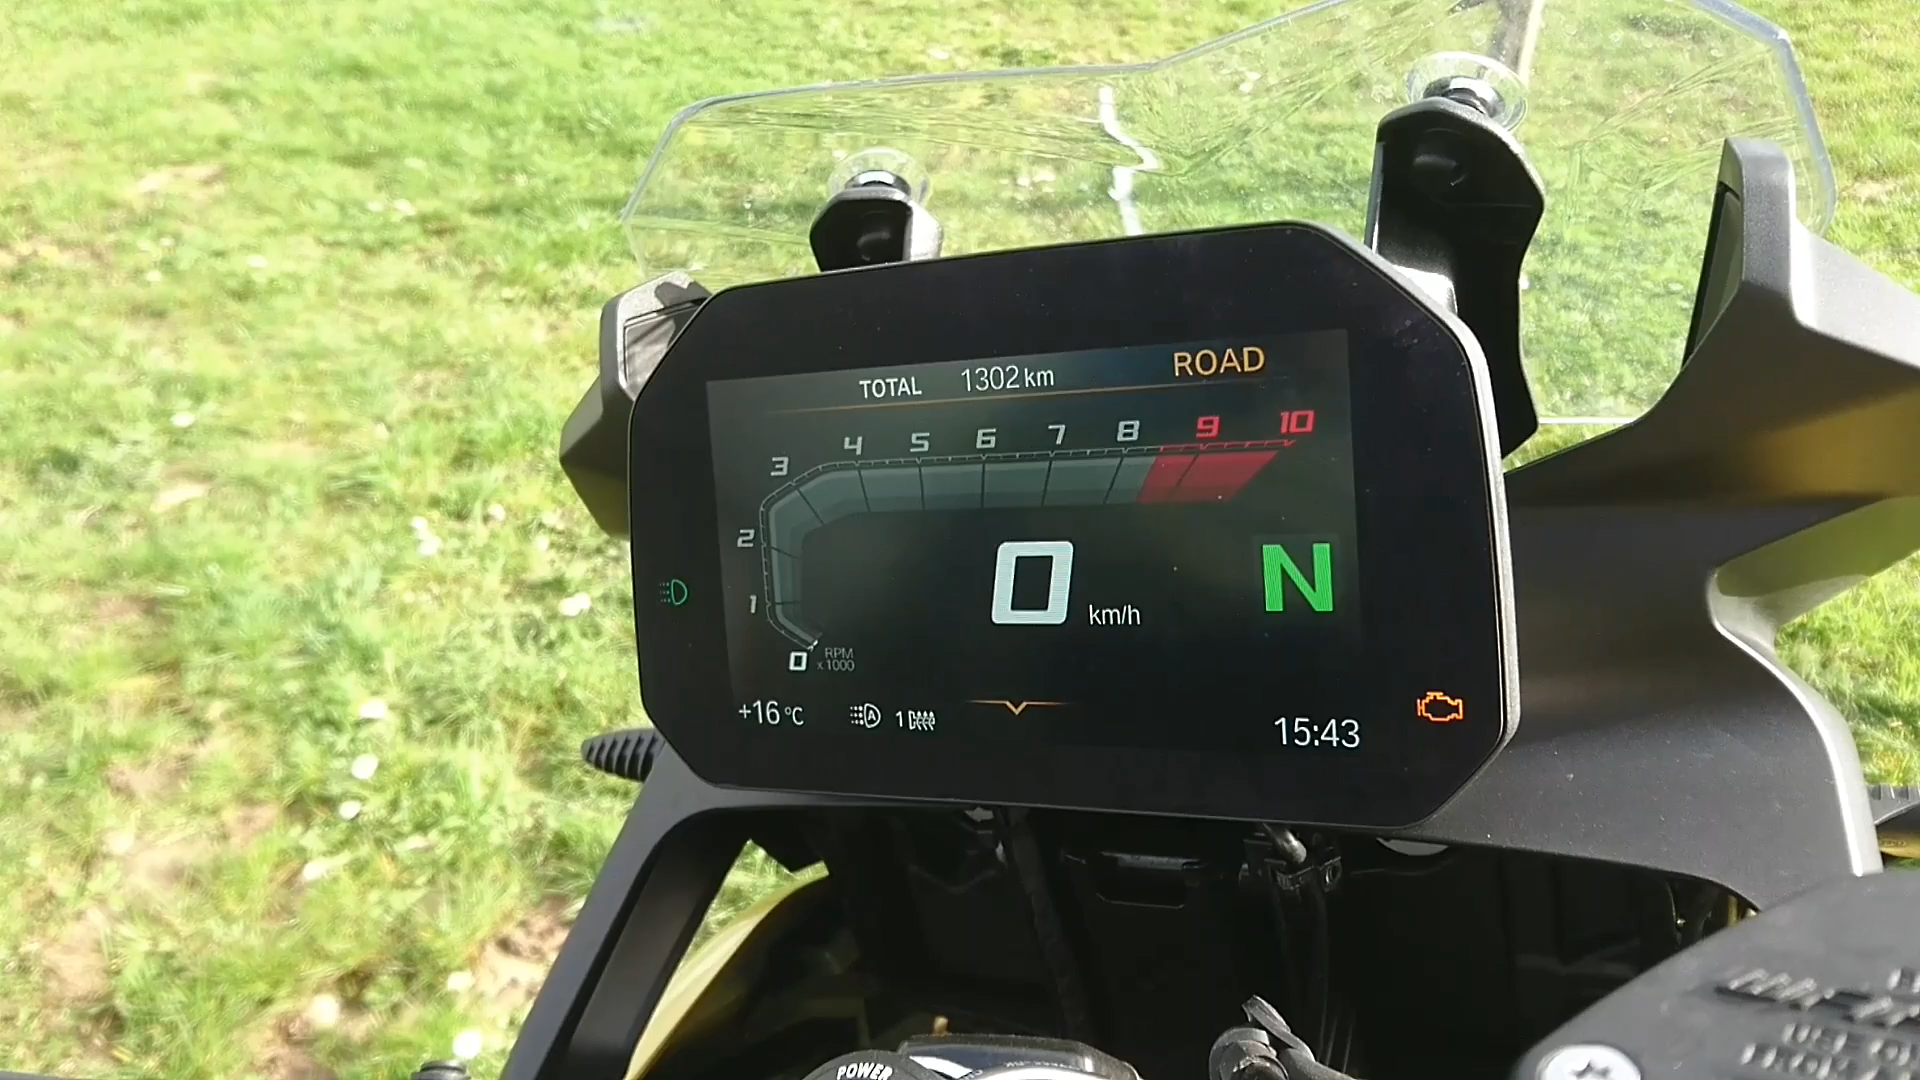 TOTAL 1302 km ROAD
4 5 6 7 8 9 10
3
2
1
0 RPM x 1000
0 km/h N
+16 °C A 1 15:43
POWER